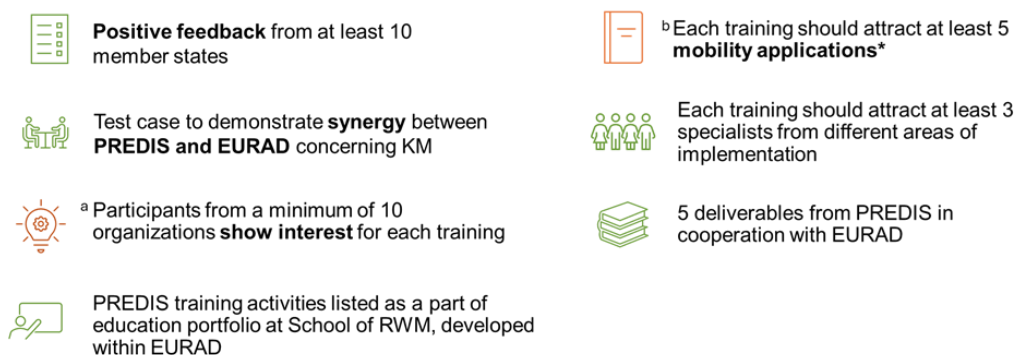 Positive feedback from at least 10
member states
Test case to demonstrate synergy between
PREDIS and EURAD concerning KM
a Participants from a minimum of 10
organizations show interest for each training
PREDIS training activities listed as a part of
education portfolio at School of RWM, developed
within EURAD
b Each training should attract at least 5
mobility applications*
Each training should attract at least 3
specialists from different areas of
implementation
5 deliverables from PREDIS in
cooperation with EURAD